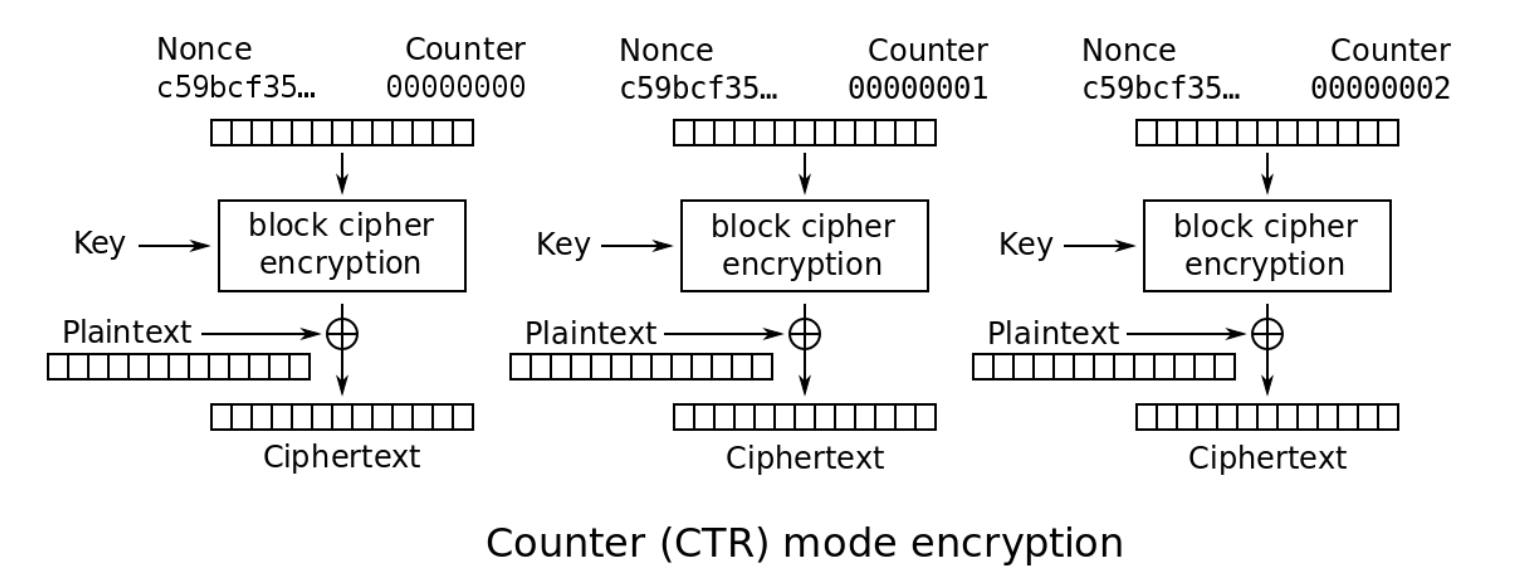 Nonce Counter Nonce Counter Nonce Counter
c59bcf35… 00000000 c59bcf35… 00000001 c59bcf35… 00000002
block cipher block cipher block cipher
Key encryption Key encryption Key encryption
Plaintext Plaintext Plaintext
Ciphertext Ciphertext Ciphertext
Counter (CTR) mode encryption